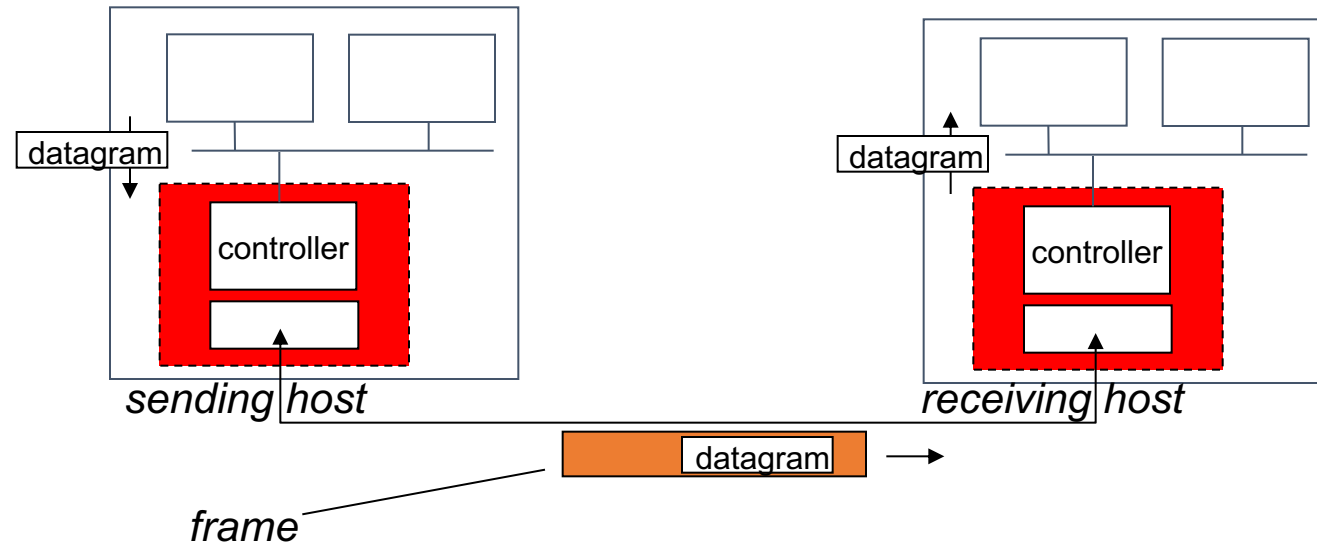 datagram
datagram
controller
controller
sending host
receiving host
datagram
frame